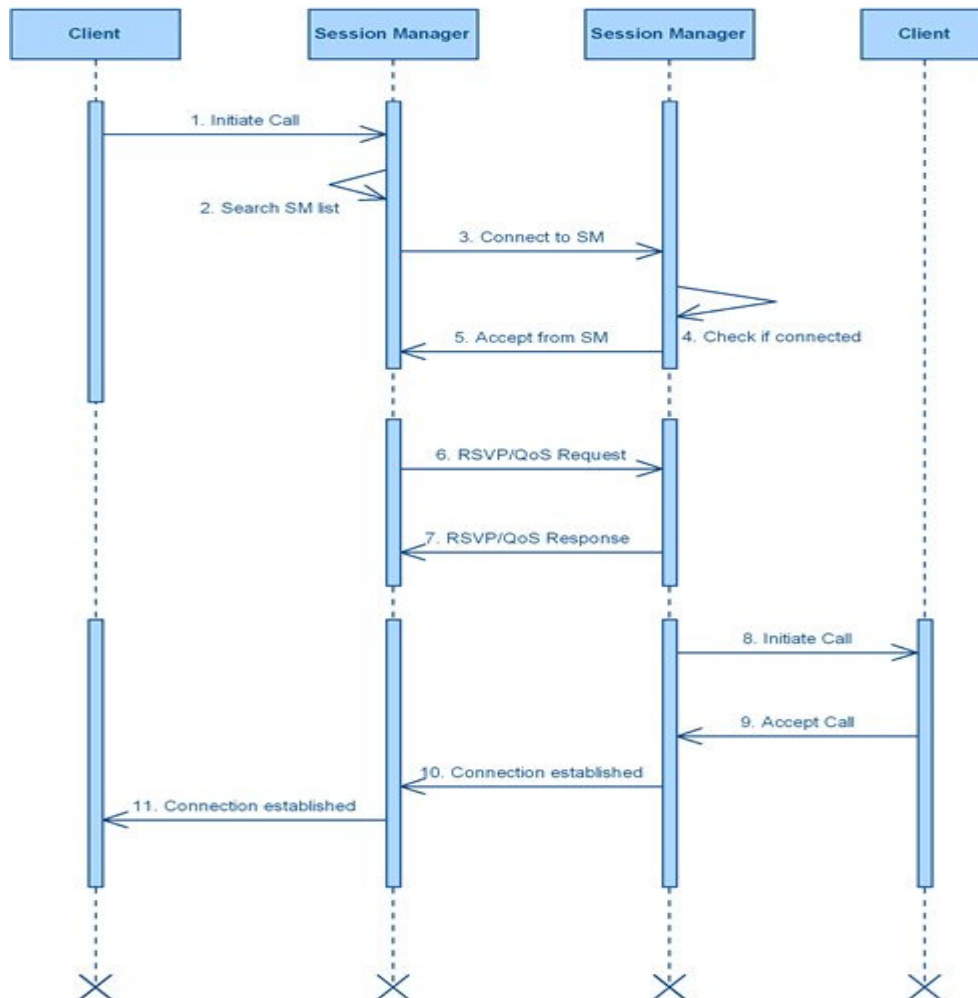 Client
Session Manager
Session Manager
Client
1. Initiate Call
2. Search SM list
3. Connect to SM
4. Check if connected
5. Accept from SM
6. RSVP/QoS Request
7. RSVP/QoS Response
8. Initiate Call
9. Accept Call
10. Connection established
11. Connection established